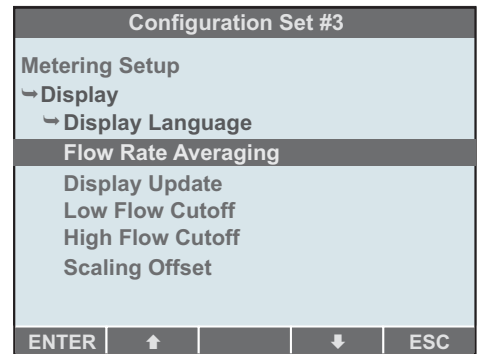 Configuration Set #3
Metering Setup
➥Display
➥Display Language
Flow Rate Averaging
Display Update
Low Flow Cutoff
High Flow Cutoff
Scaling Offset
ENTER ⬆ ⬇ ESC